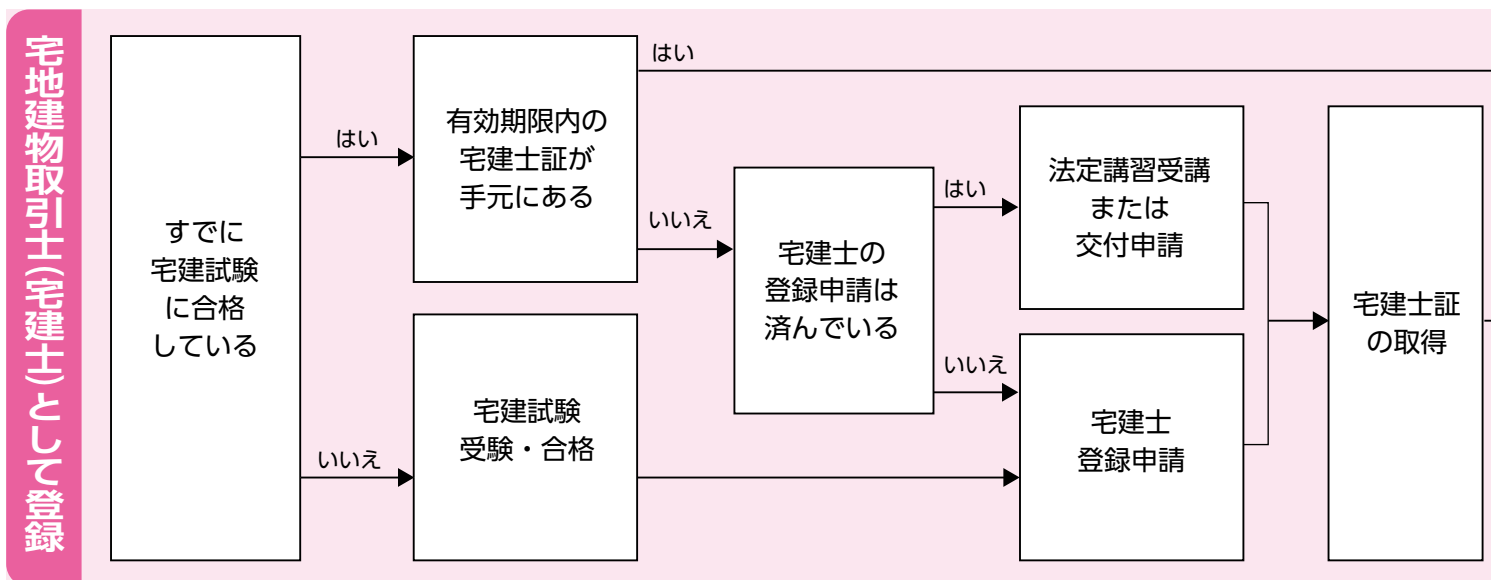 宅地建物取引士(宅建士)として登録
すでに
宅建試験
に合格
している
はい
いいえ
有効期限内の
宅建士証が
手元にある
はい
いいえ
宅建試験
受験・合格
宅建士の
登録申請は
済んでいる
はい
いいえ
法定講習受講
または
交付申請
宅建士
登録申請
宅建士証
の取得